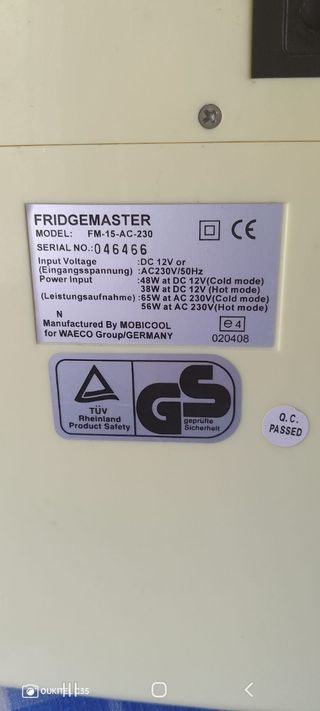 FRIDGEMASTER
MODEL: FM-15-AC-230
SERIAL NO.: 046466
Input Voltage :DC 12V or
(Eingangsspannung) :AC230V/50Hz
Power Input :48W at DC 12V(Cold mode)
38W at DC 12V (Hot mode)
(Leistungsaufnahme) :65W at AC 230V(Cold mode)
56W at AC 230V(Hot mode)
N
Manufactured By MOBICOOL
for WAECO Group/GERMANY
CE
e4
020408
TÜV
Rheinland
Product Safety
GS
geprüfte
Sicherheit
Q.C.
PASSED
OUKITEL C35